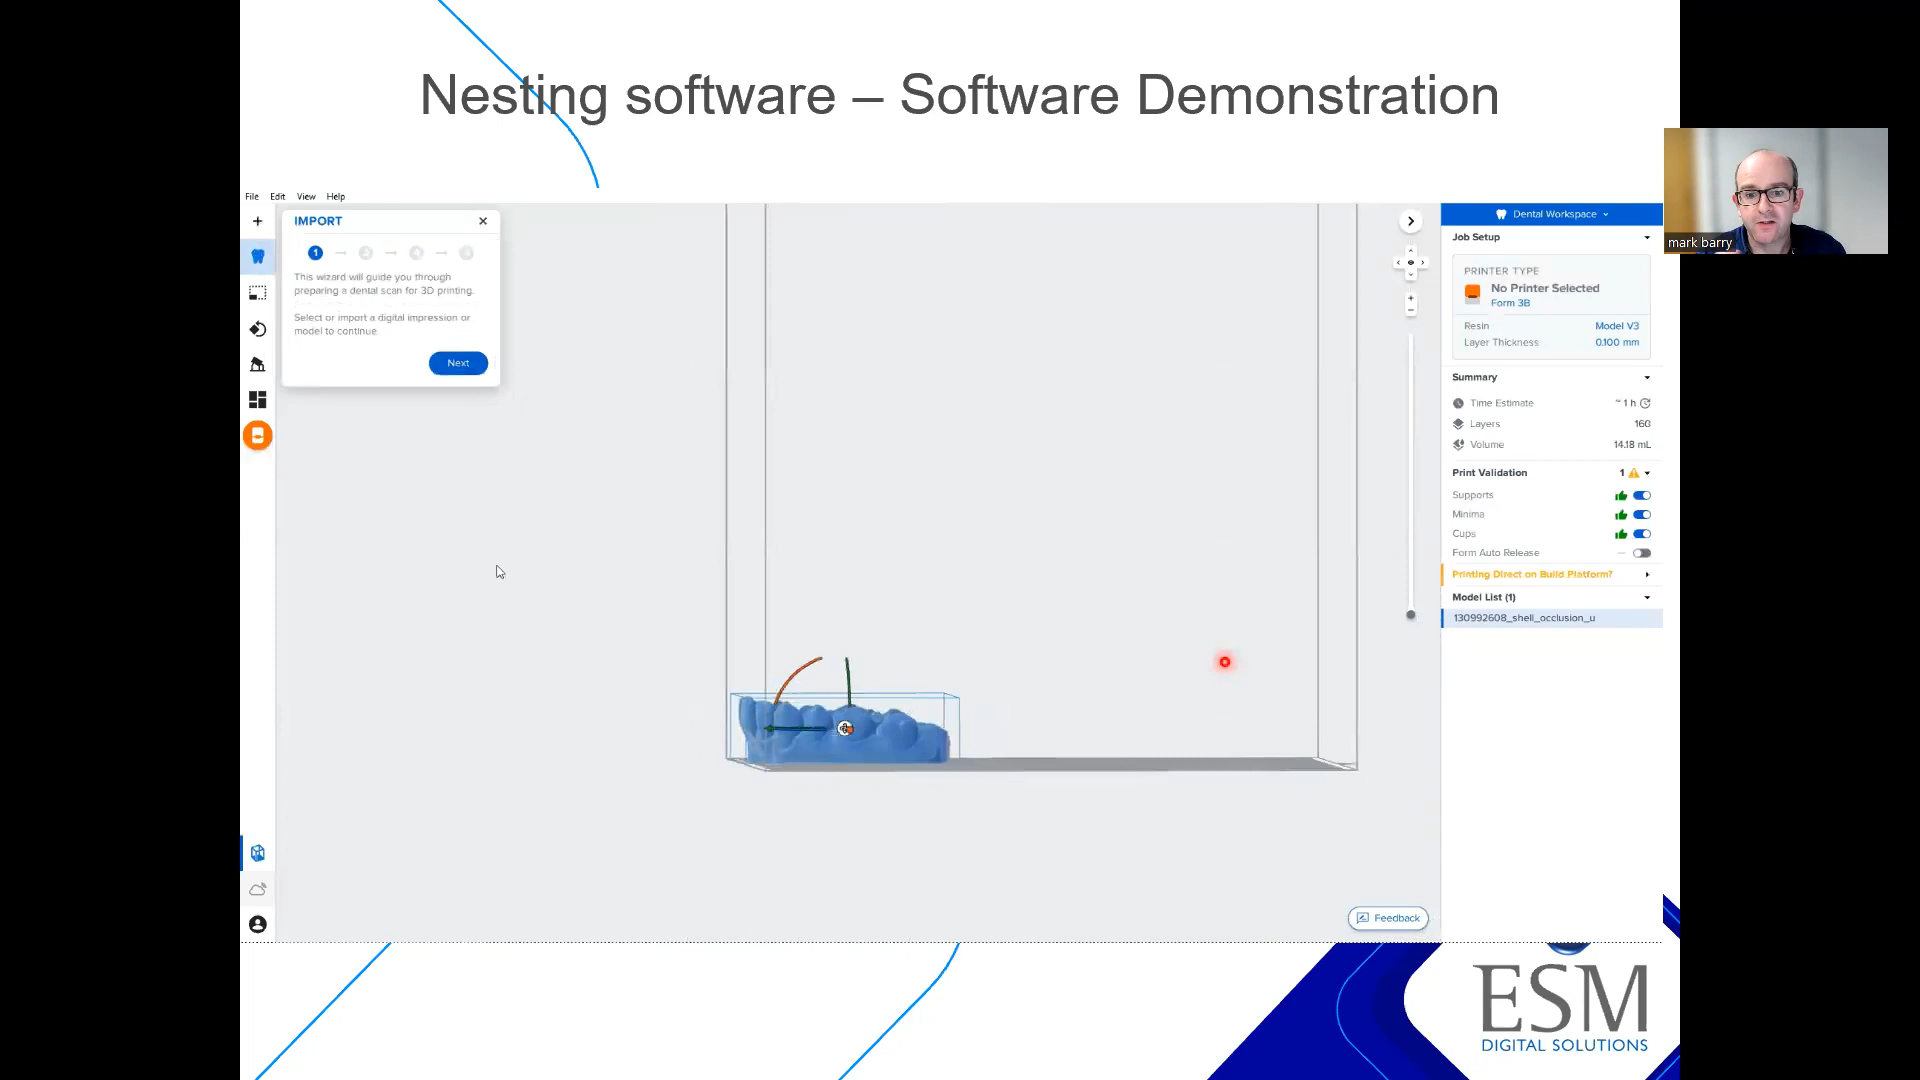 Nesting software – Software Demonstration
mark barry
File Edit View Help
IMPORT
1
This wizard will guide you through
preparing a dental scan for 3D printing.
Select or import a digital impression or
model to continue.
Next
Dental Workspace
Job Setup
PRINTER TYPE
No Printer Selected
Form 3B
Resin Model V3
Layer Thickness 0.100 mm
Summary
Time Estimate ~ 1 h
Layers 160
Volume 14.18 mL
Print Validation 1
Supports
Minima
Cups
Form Auto Release
Printing Direct on Build Platform?
Model List (1)
130992608_shell_occlusion_u
Feedback
ESM
DIGITAL SOLUTIONS